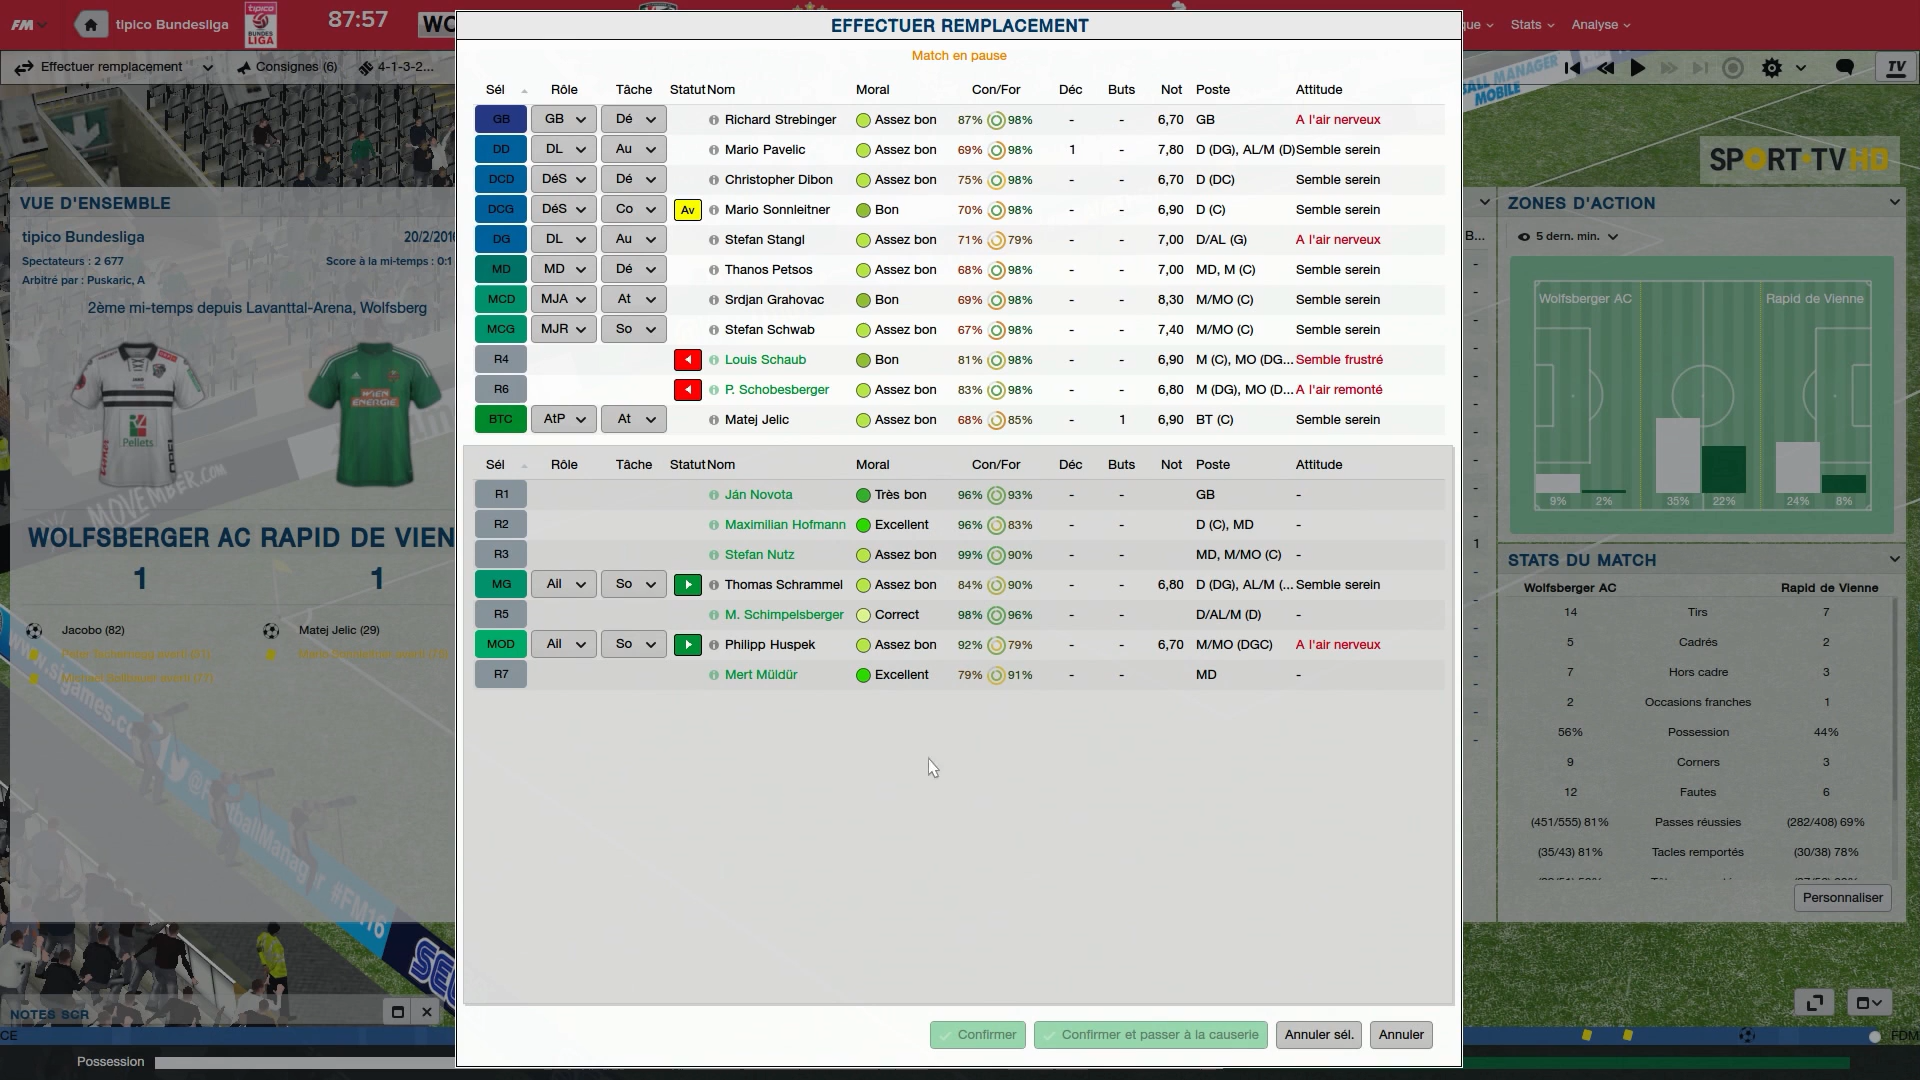 FM
tipico Bundesliga
tipico
BUNDES
LIGA
87:57
EFFECTUER REMPLACEMENT
Stats
Analyse
Effectuer remplacement
Consignes (6)
4-1-3-2...
Match en pause
TV
Sél Rôle Tâche Statut Nom Moral Con/For Déc Buts Not Poste Attitude
GB GB Dé Richard Strebinger Assez bon 87% 98% - - 6,70 GB A l'air nerveux
DD DL Au Mario Pavelic Assez bon 69% 98% 1 - 7,80 D (DG), AL/M (D) Semble serein
DCD DéS Dé Christopher Dibon Assez bon 75% 98% - - 6,70 D (DC) Semble serein
DCG DéS Co Av Mario Sonnleitner Bon 70% 98% - - 6,90 D (C) Semble serein
DG DL Au Stefan Stangl Assez bon 71% 79% - - 7,00 D/AL (G) A l'air nerveux
MD MD Dé Thanos Petsos Assez bon 68% 98% - - 7,00 MD, M (C) Semble serein
MCD MJA At Srdjan Grahovac Bon 69% 98% - - 8,30 M/MO (C) Semble serein
MCG MJR So Stefan Schwab Assez bon 67% 98% - - 7,40 M/MO (C) Semble serein
R4 Louis Schaub Bon 81% 98% - - 6,90 M (C), MO (DG... Semble frustré
R6 P. Schobesberger Assez bon 83% 98% - - 6,80 M (DG), MO (D... A l'air remonté
BTC AtP At Matej Jelic Assez bon 68% 85% - 1 6,90 BT (C) Semble serein
Sél Rôle Tâche Statut Nom Moral Con/For Déc Buts Not Poste Attitude
R1 Ján Novota Très bon 96% 93% - - GB -
R2 Maximilian Hofmann Excellent 96% 83% - - D (C), MD -
R3 Stefan Nutz Assez bon 99% 90% - - MD, M/MO (C) -
MG Ail So Thomas Schrammel Assez bon 84% 90% - - 6,80 D (DG), AL/M (... Semble serein
R5 M. Schimpelsberger Correct 98% 96% - - D/AL/M (D) -
MOD Ail So Philipp Huspek Assez bon 92% 79% - - 6,70 M/MO (DGC) A l'air nerveux
R7 Mert Müldür Excellent 79% 91% - - MD -
Confirmer
Confirmer et passer à la causerie
Annuler sél.
Annuler
VUE D'ENSEMBLE
tipico Bundesliga
20/2/201
Spectateurs : 2 677
Score à la mi-temps : 0:1
Arbitré par : Puskaric, A
2ème mi-temps depuis Lavanttal-Arena, Wolfsberg
Pellets
WIEN
ENERGIE
WOLFSBERGER AC RAPID DE VIEN
1 1
Jacobo (82)
Matej Jelic (29)
www.sigames.co
#FM16
NOTES SCR
CE
Possession
MOBILE
SPORT·TV HD
ZONES D'ACTION
B...
5 dern. min.
Wolfsberger AC
Rapid de Vienne
9% 2% 35% 22% 24% 8%
1
STATS DU MATCH
Wolfsberger AC Rapid de Vienne
14 Tirs 7
5 Cadrés 2
7 Hors cadre 3
2 Occasions franches 1
56% Possession 44%
9 Corners 3
12 Fautes 6
(451/555) 81% Passes réussies (282/408) 69%
(35/43) 81% Tacles remportés (30/38) 78%
Personnaliser
FDM